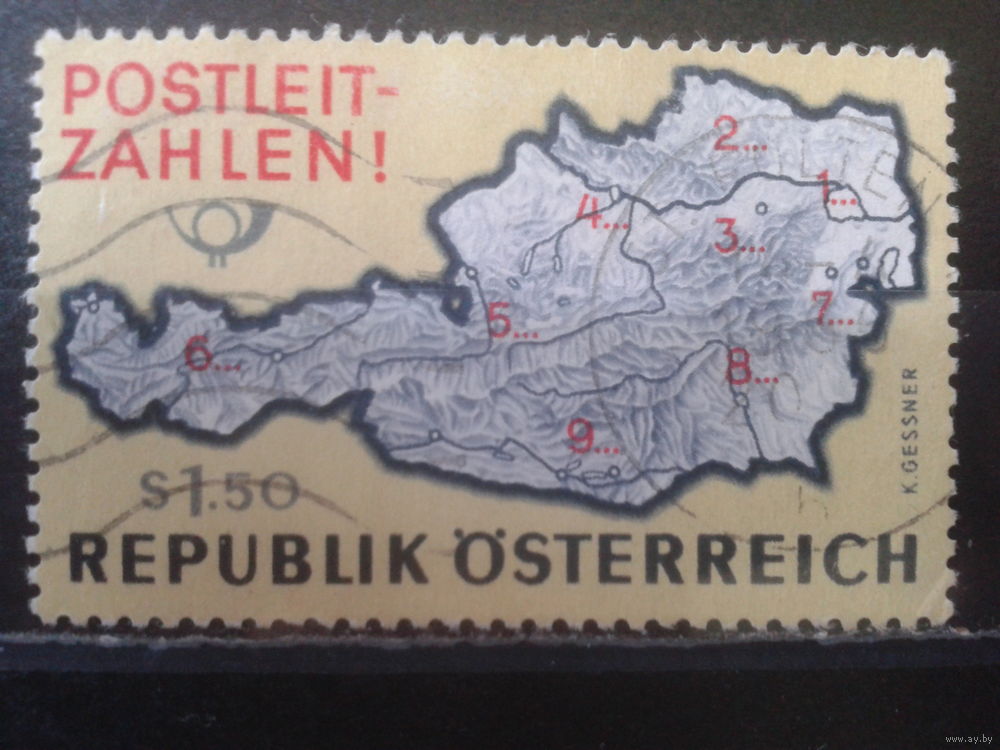 POSTLEIT-
ZAHLEN!
2...
1...
4...
3...
5...
7...
6...
8...
9...
K.GESSNER
S1.50
REPUBLIK ÖSTERREICH
www.ay.by